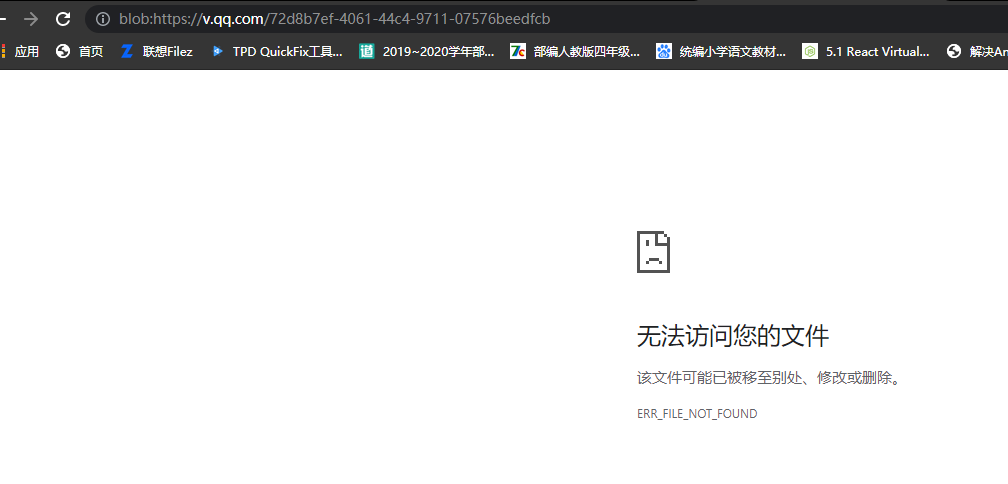 blob:https://v.qq.com/72d8b7ef-4061-44c4-9711-07576beedfcb
应用 首页 联想Filez TPD QuickFix工具... 2019~2020学年部... 部编人教版四年级... 统编小学语文教材... 5.1 React Virtual... 解决An
无法访问您的文件
该文件可能已被移至别处、修改或删除。
ERR_FILE_NOT_FOUND